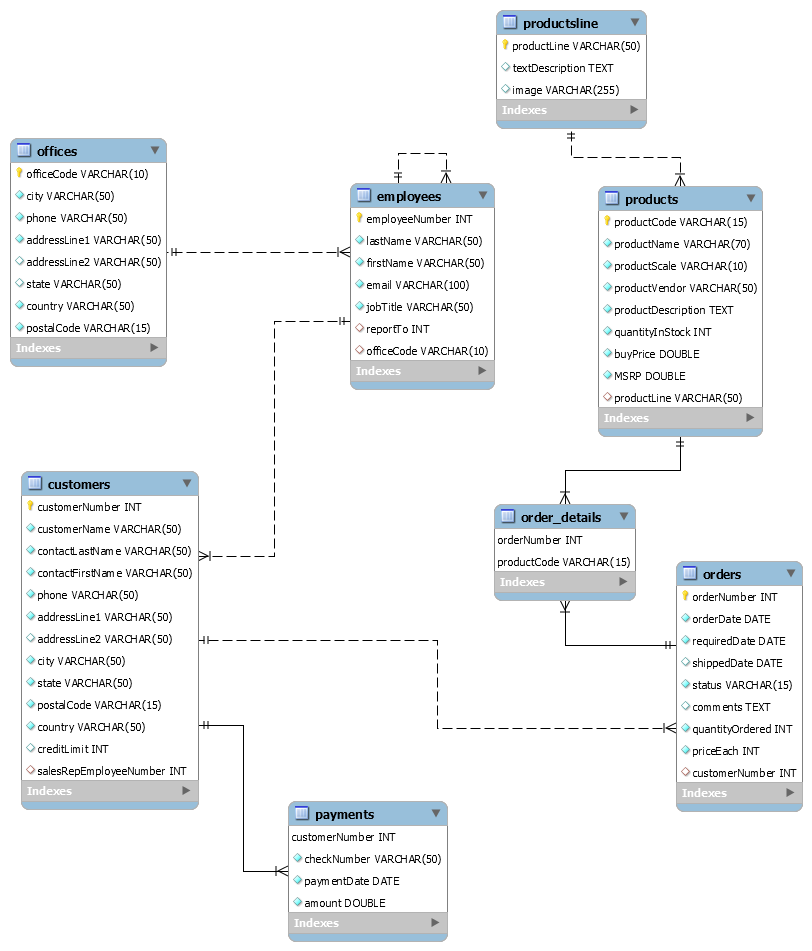 productsline
productLine VARCHAR(50)
textDescription TEXT
image VARCHAR(255)
Indexes
offices
officeCode VARCHAR(10)
city VARCHAR(50)
phone VARCHAR(50)
addressLine1 VARCHAR(50)
addressLine2 VARCHAR(50)
state VARCHAR(50)
country VARCHAR(50)
postalCode VARCHAR(15)
Indexes
employees
employeeNumber INT
lastName VARCHAR(50)
firstName VARCHAR(50)
email VARCHAR(100)
jobTitle VARCHAR(50)
reportTo INT
officeCode VARCHAR(10)
Indexes
products
productCode VARCHAR(15)
productName VARCHAR(70)
productScale VARCHAR(10)
productVendor VARCHAR(50)
productDescription TEXT
quantityInStock INT
buyPrice DOUBLE
MSRP DOUBLE
productLine VARCHAR(50)
Indexes
customers
customerNumber INT
customerName VARCHAR(50)
contactLastName VARCHAR(50)
contactFirstName VARCHAR(50)
phone VARCHAR(50)
addressLine1 VARCHAR(50)
addressLine2 VARCHAR(50)
city VARCHAR(50)
state VARCHAR(50)
postalCode VARCHAR(15)
country VARCHAR(50)
creditLimit INT
salesRepEmployeeNumber INT
Indexes
order_details
orderNumber INT
productCode VARCHAR(15)
Indexes
orders
orderNumber INT
orderDate DATE
requiredDate DATE
shippedDate DATE
status VARCHAR(15)
comments TEXT
quantityOrdered INT
priceEach INT
customerNumber INT
Indexes
payments
customerNumber INT
checkNumber VARCHAR(50)
paymentDate DATE
amount DOUBLE
Indexes